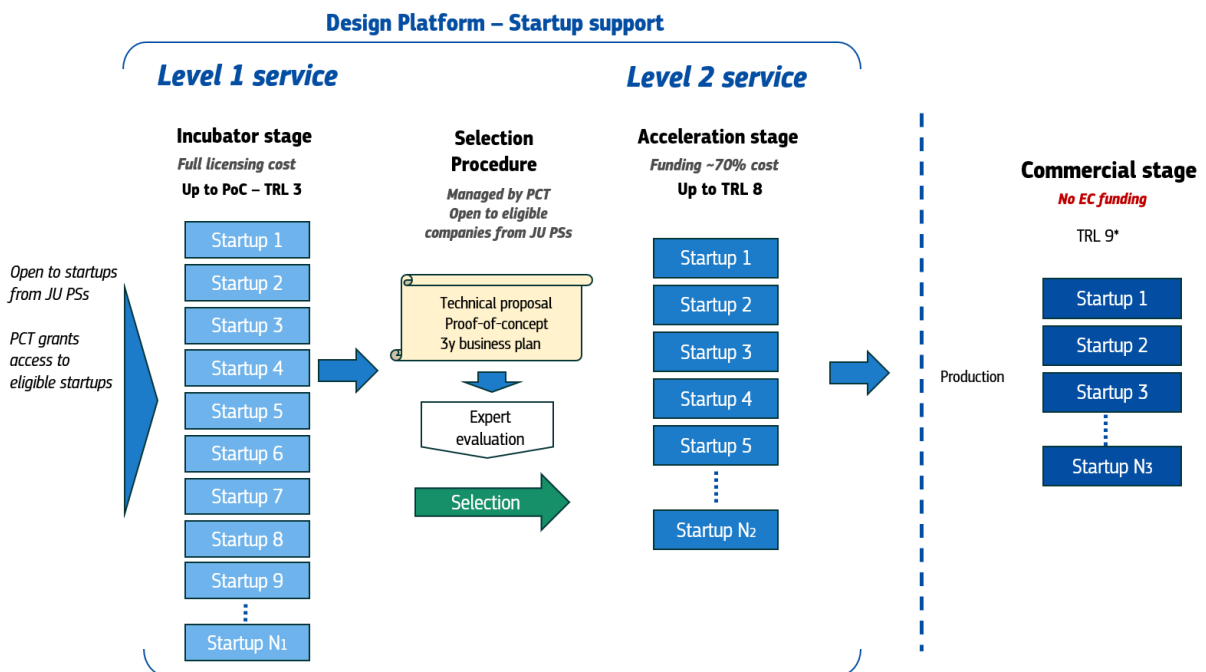 Design Platform – Startup support
Level 1 service
Level 2 service
Open to startups
from JU PSs
PCT grants
access to
eligible startups
Incubator stage
Full licensing cost
Up to PoC – TRL 3
Startup 1
Startup 2
Startup 3
Startup 4
Startup 5
Startup 6
Startup 7
Startup 8
Startup 9
Startup N1
Selection
Procedure
Managed by PCT
Open to eligible
companies from JU PSs
Technical proposal
Proof-of-concept
3y business plan
Expert
evaluation
Selection
Acceleration stage
Funding ~70% cost
Up to TRL 8
Startup 1
Startup 2
Startup 3
Startup 4
Startup 5
Startup N2
Production
Commercial stage
No EC funding
TRL 9*
Startup 1
Startup 2
Startup 3
Startup N3